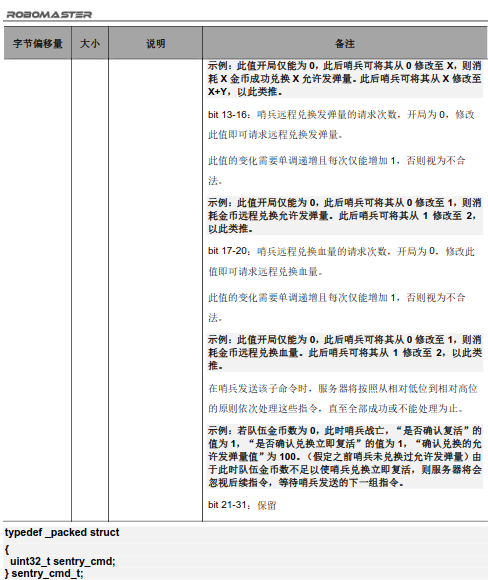 ROBOMASTER
字节偏移量 大小 说明 备注
示例：此值开局仅能为 0，此后哨兵可将其从 0 修改至 X，则消
耗 X 金币成功兑换 X 允许发弹量。此后哨兵可将其从 X 修改至
X+Y，以此类推。
bit 13-16：哨兵远程兑换发弹量的请求次数，开局为 0，修改
此值即可请求远程兑换发弹量。
此值的变化需要单调递增且每次仅能增加 1，否则视为不合
法。
示例：此值开局仅能为 0，此后哨兵可将其从 0 修改至 1，则消
耗金币远程兑换允许发弹量。此后哨兵可将其从 1 修改至 2，
以此类推。
bit 17-20：哨兵远程兑换血量的请求次数，开局为 0，修改此
值即可请求远程兑换血量。
此值的变化需要单调递增且每次仅能增加 1，否则视为不合
法。
示例：此值开局仅能为 0，此后哨兵可将其从 0 修改至 1，则消
耗金币远程兑换血量。此后哨兵可将其从 1 修改至 2，以此类
推。
在哨兵发送该子命令时，服务器将按照从相对低位到相对高位
的原则依次处理这些指令，直至全部成功或不能处理为止。
示例：若队伍金币数为 0，此时哨兵战亡，“是否确认复活”的
值为 1，“是否确认兑换立即复活”的值为 1，“确认兑换的允
许发弹量值”为 100。（假定之前哨兵未兑换过允许发弹量）由
于此时队伍金币数不足以使哨兵兑换立即复活，则服务器将会
忽视后续指令，等待哨兵发送的下一组指令。
bit 21-31：保留
typedef _packed struct
{
uint32_t sentry_cmd;
} sentry_cmd_t;